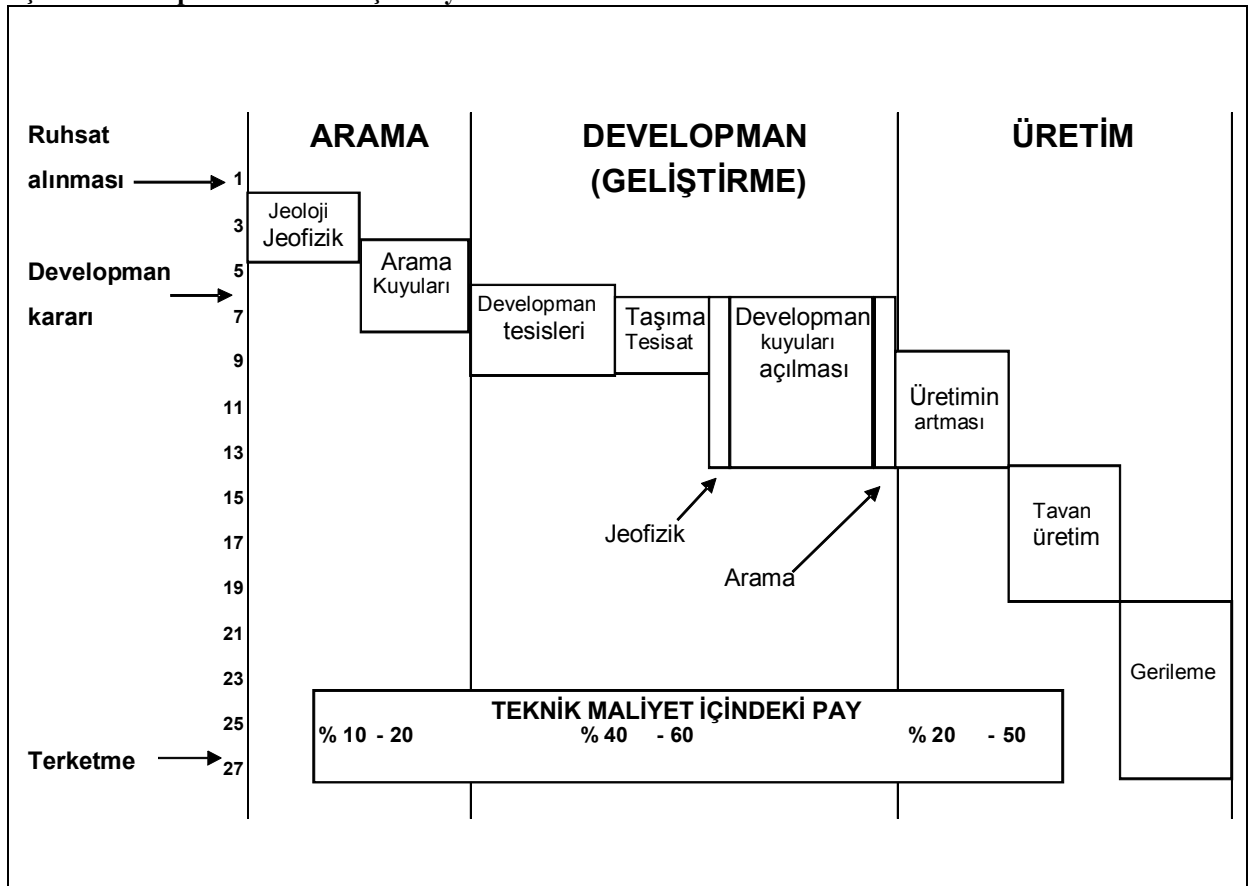 ARAMA
DEVELOPMAN
(GELİŞTİRME)
ÜRETİM
Ruhsat
alınması
Developman
kararı
Terketme
1
3
5
7
9
11
13
15
17
19
21
23
25
27
Jeoloji
Jeofizik
Arama
Kuyuları
Developman
tesisleri
Taşıma
Tesisat
Developman
kuyuları
açılması
Jeofizik
Arama
Üretimin
artması
Tavan
üretim
Gerileme
TEKNİK MALİYET İÇİNDEKİ PAY
% 10 - 20
% 40 - 60
% 20 - 50